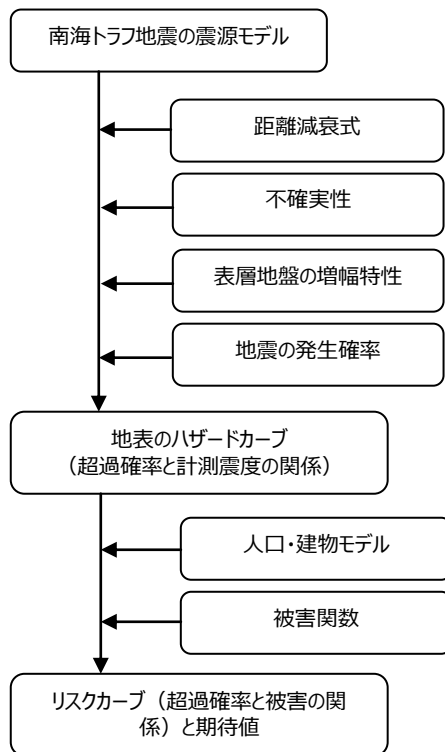 南海トラフ地震の震源モデル
距離減衰式
不確実性
表層地盤の増幅特性
地震の発生確率
地表のハザードカーブ
（超過確率と計測震度の関係）
人口・建物モデル
被害関数
リスクカーブ（超過確率と被害の関
係）と期待値